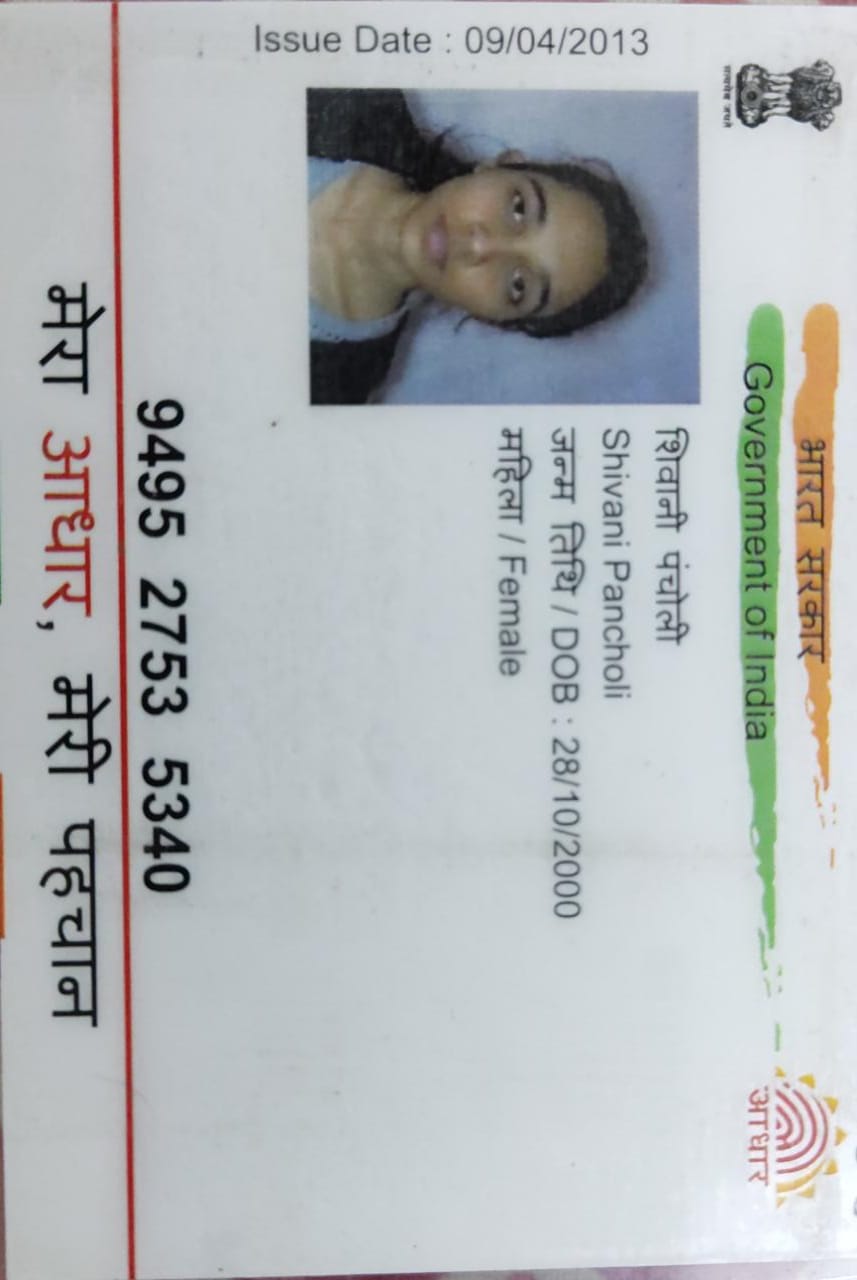 भारत सरकार
Government of India
सत्यमेव जयते
आधार
Issue Date : 09/04/2013
शिवानी पंचोली
Shivani Pancholi
जन्म तिथि / DOB : 28/10/2000
महिला / Female
9495 2753 5340
मेरा आधार, मेरी पहचान